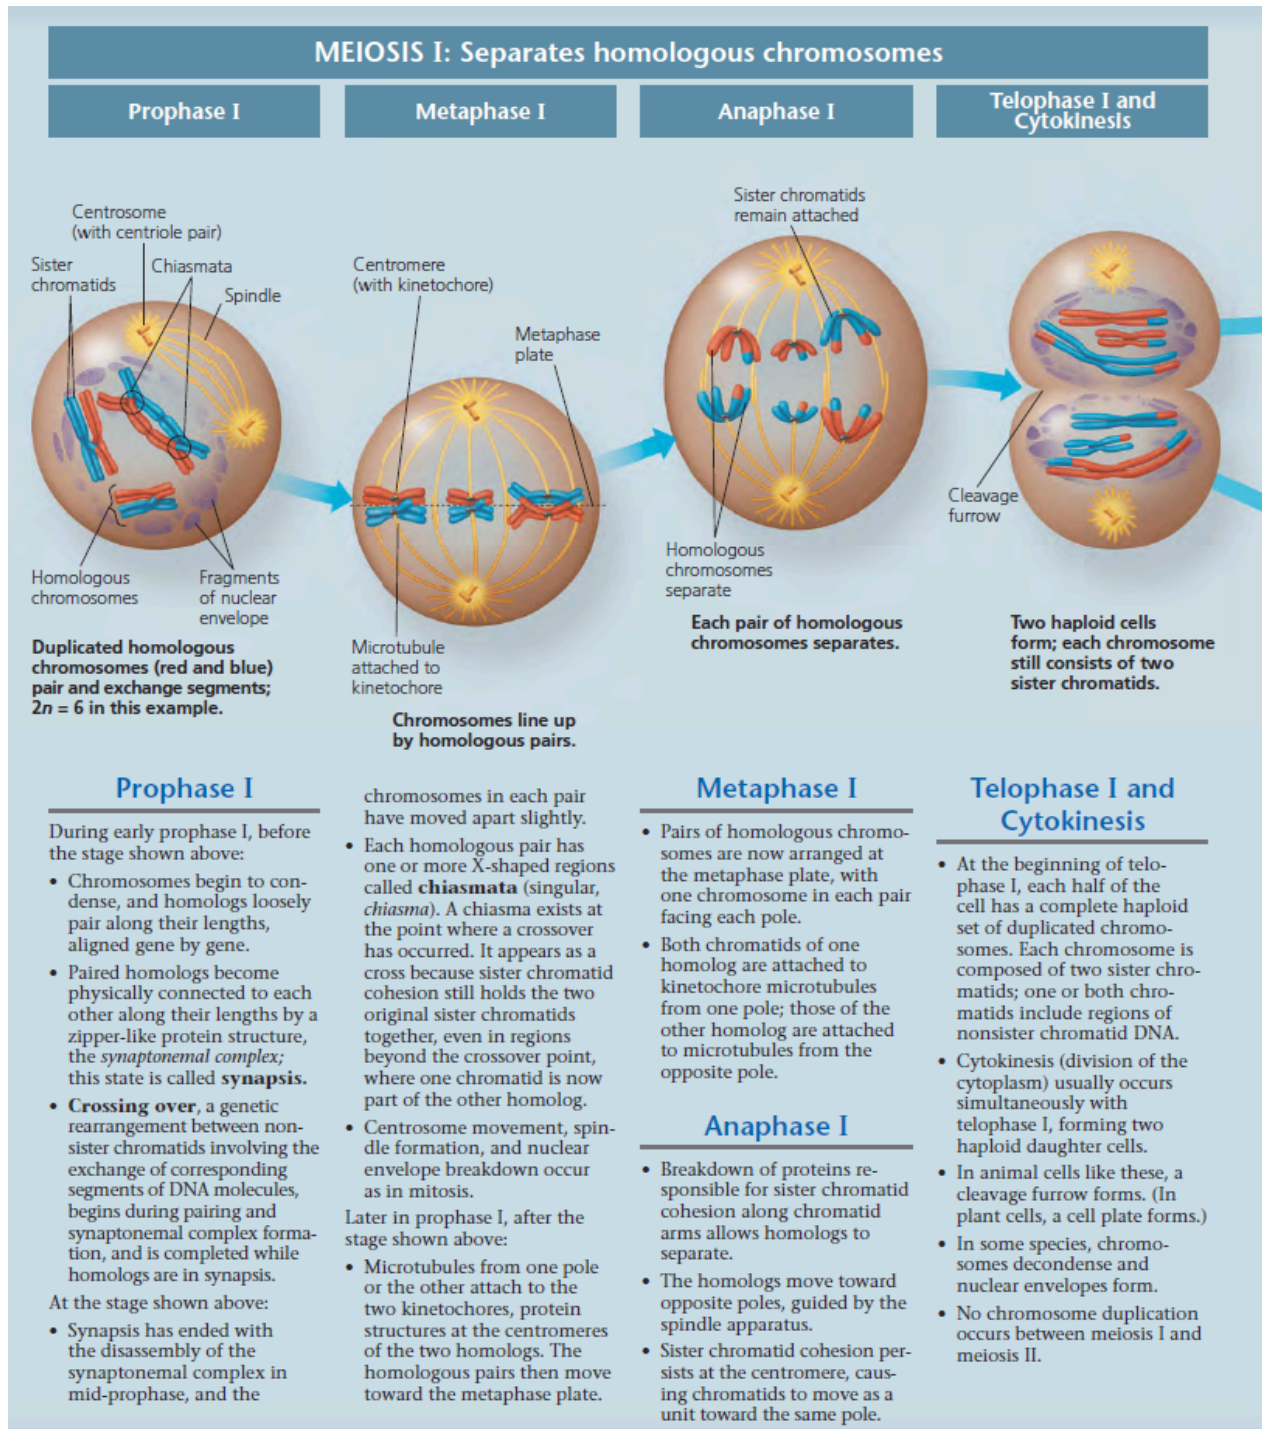 MEIOSIS I: Separates homologous chromosomes
Prophase I
Metaphase I
Anaphase I
Telophase I and
Cytokinesis
Centrosome
(with centriole pair)
Sister
chromatids
Chiasmata
Spindle
Homologous
chromosomes
Fragments
of nuclear
envelope
Duplicated homologous
chromosomes (red and blue)
pair and exchange segments;
2n = 6 in this example.
Centromere
(with kinetochore)
Metaphase
plate
Microtubule
attached to
kinetochore
Chromosomes line up
by homologous pairs.
Sister chromatids
remain attached
Homologous
chromosomes
separate
Each pair of homologous
chromosomes separates.
Cleavage
furrow
Two haploid cells
form; each chromosome
still consists of two
sister chromatids.
Prophase I
During early prophase I, before
the stage shown above:
• Chromosomes begin to con-
dense, and homologs loosely
pair along their lengths,
aligned gene by gene.
• Paired homologs become
physically connected to each
other along their lengths by a
zipper-like protein structure,
the synaptonemal complex;
this state is called synapsis.
• Crossing over, a genetic
rearrangement between non-
sister chromatids involving the
exchange of corresponding
segments of DNA molecules,
begins during pairing and
synaptonemal complex forma-
tion, and is completed while
homologs are in synapsis.
At the stage shown above:
• Synapsis has ended with
the disassembly of the
synaptonemal complex in
mid-prophase, and the
chromosomes in each pair
have moved apart slightly.
• Each homologous pair has
one or more X-shaped regions
called chiasmata (singular,
chiasma). A chiasma exists at
the point where a crossover
has occurred. It appears as a
cross because sister chromatid
cohesion still holds the two
original sister chromatids
together, even in regions
beyond the crossover point,
where one chromatid is now
part of the other homolog.
• Centrosome movement, spin-
dle formation, and nuclear
envelope breakdown occur
as in mitosis.
Later in prophase I, after the
stage shown above:
• Microtubules from one pole
or the other attach to the
two kinetochores, protein
structures at the centromeres
of the two homologs. The
homologous pairs then move
toward the metaphase plate.
Metaphase I
• Pairs of homologous chromo-
somes are now arranged at
the metaphase plate, with
one chromosome in each pair
facing each pole.
• Both chromatids of one
homolog are attached to
kinetochore microtubules
from one pole; those of the
other homolog are attached
to microtubules from the
opposite pole.
Anaphase I
• Breakdown of proteins re-
sponsible for sister chromatid
cohesion along chromatid
arms allows homologs to
separate.
• The homologs move toward
opposite poles, guided by the
spindle apparatus.
• Sister chromatid cohesion per-
sists at the centromere, caus-
ing chromatids to move as a
unit toward the same pole.
Telophase I and
Cytokinesis
• At the beginning of telo-
phase I, each half of the
cell has a complete haploid
set of duplicated chromo-
somes. Each chromosome is
composed of two sister chro-
matids; one or both chro-
matids include regions of
nonsister chromatid DNA.
• Cytokinesis (division of the
cytoplasm) usually occurs
simultaneously with
telophase I, forming two
haploid daughter cells.
• In animal cells like these, a
cleavage furrow forms. (In
plant cells, a cell plate forms.)
• In some species, chromo-
somes decondense and
nuclear envelopes form.
• No chromosome duplication
occurs between meiosis I and
meiosis II.